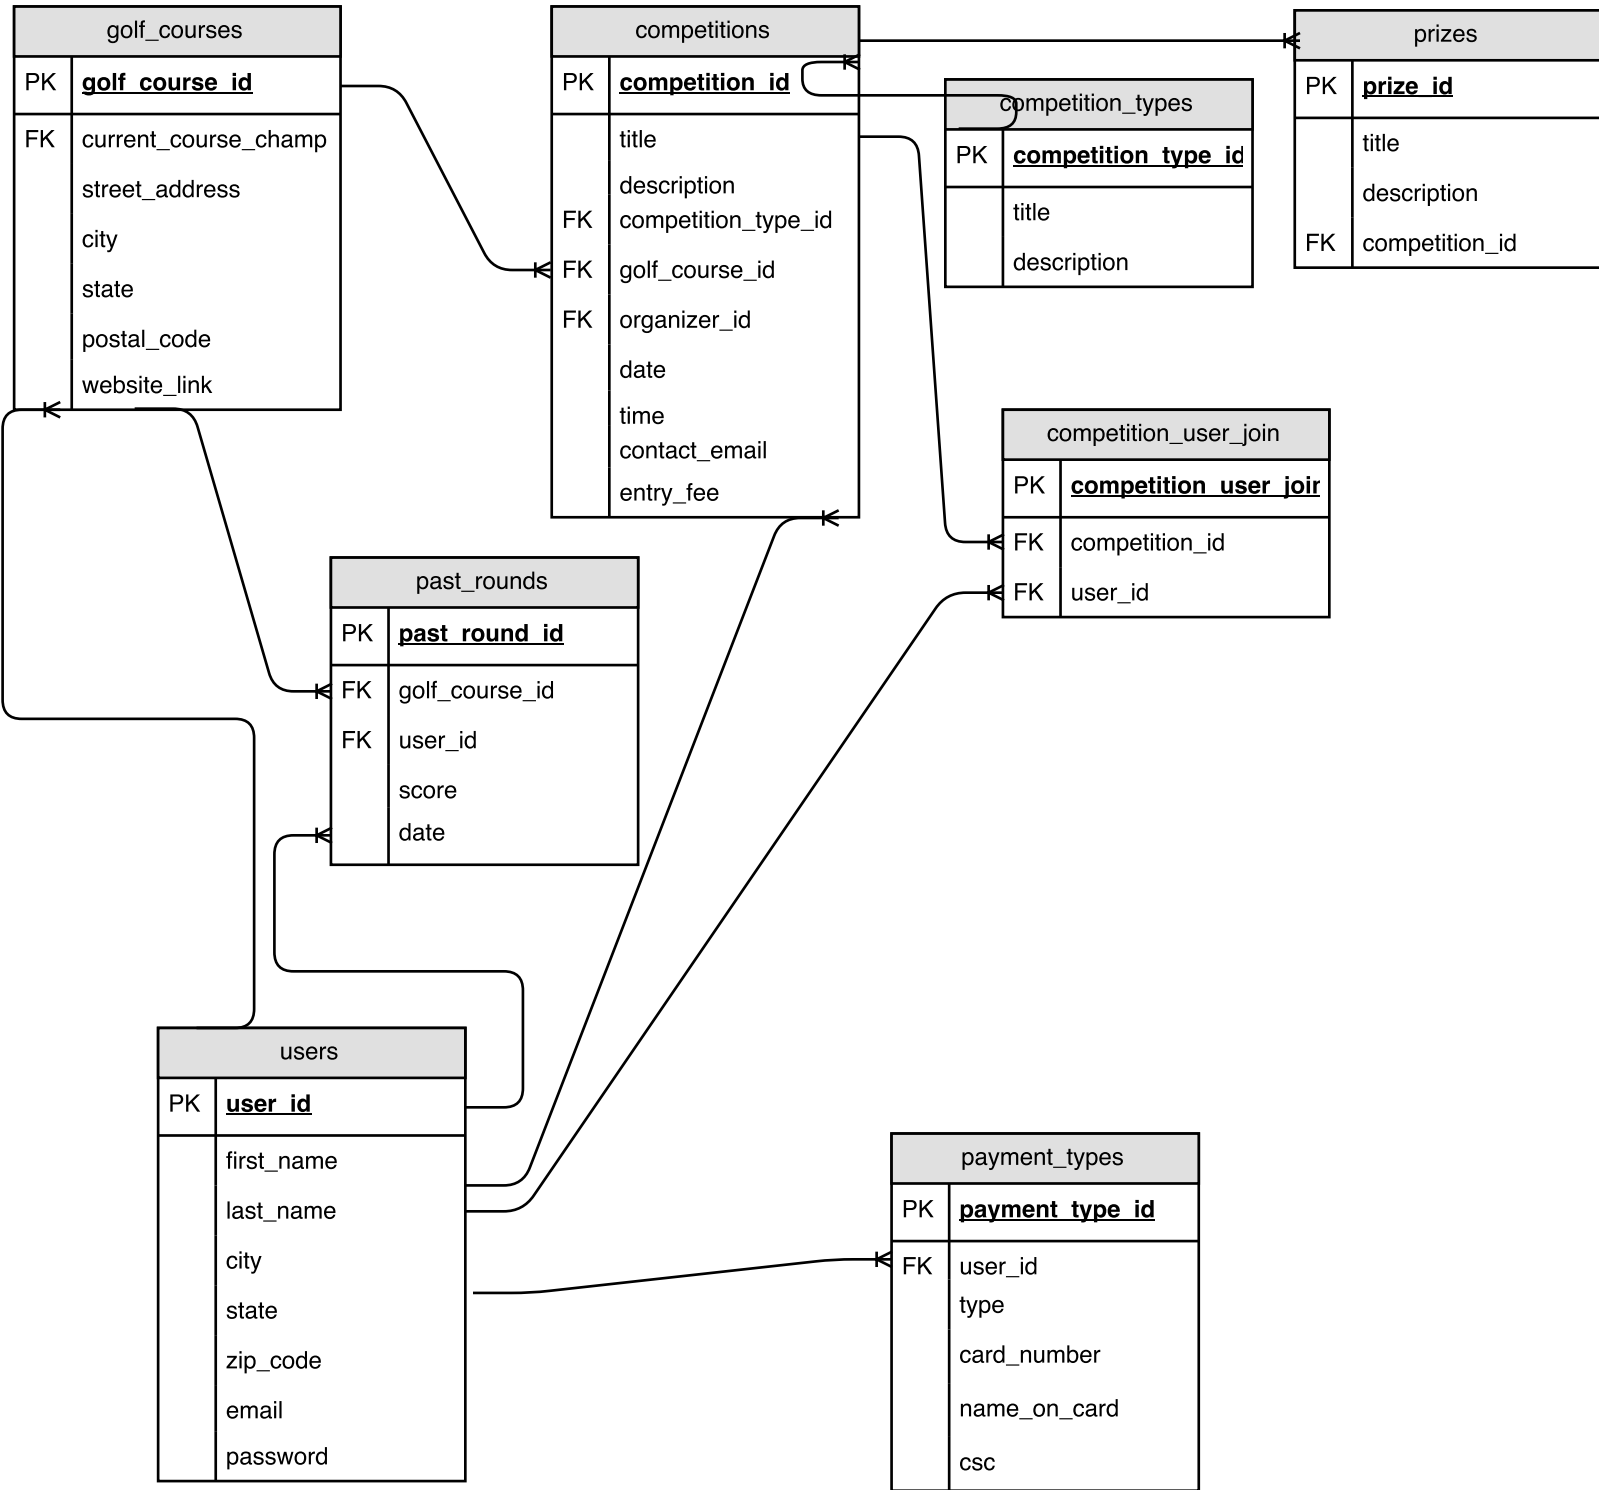 golf_courses
PK golf_course_id
FK current_course_champ
street_address
city
state
postal_code
website_link
competitions
PK competition_id
title
description
FK competition_type_id
FK golf_course_id
FK organizer_id
date
time
contact_email
entry_fee
competition_types
PK competition_type_id
title
description
prizes
PK prize_id
title
description
FK competition_id
competition_user_join
PK competition_user_join
FK competition_id
FK user_id
past_rounds
PK past_round_id
FK golf_course_id
FK user_id
score
date
users
PK user_id
first_name
last_name
city
state
zip_code
email
password
payment_types
PK payment_type_id
FK user_id
type
card_number
name_on_card
csc